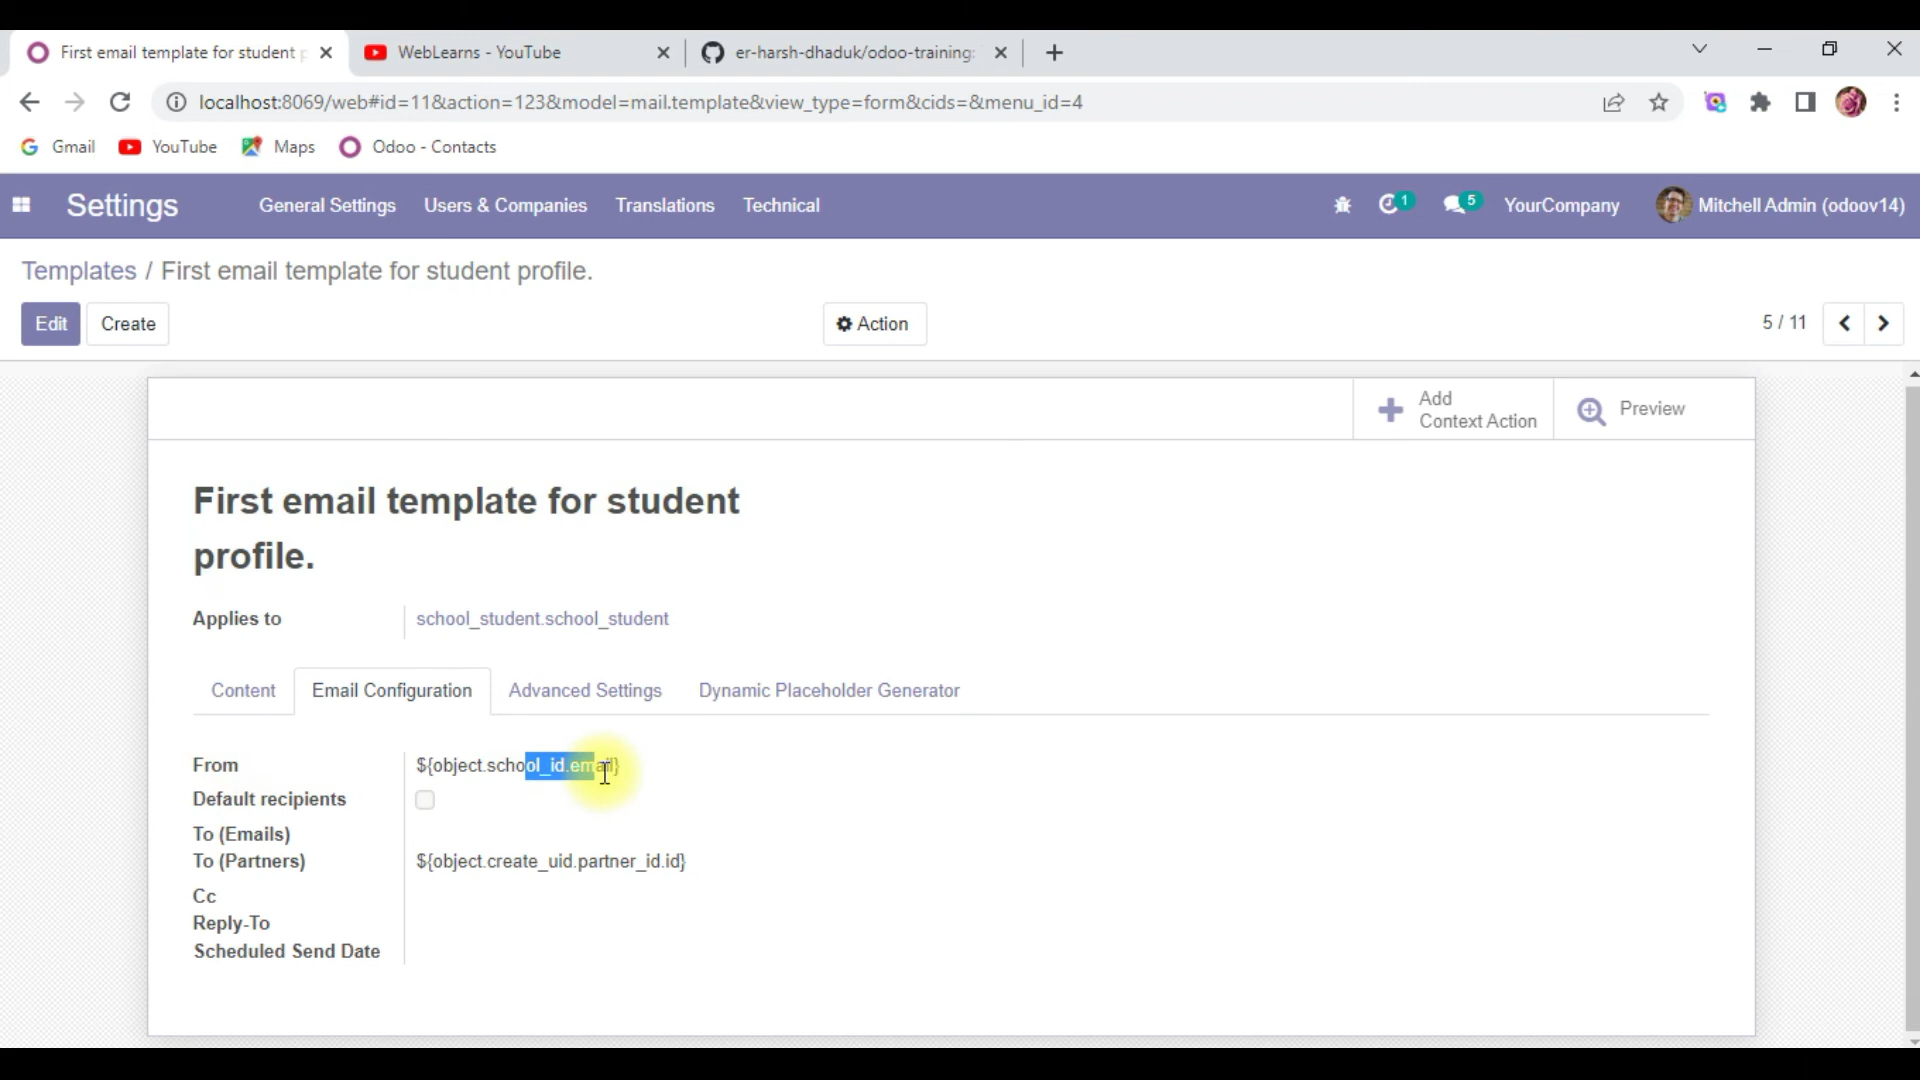 First email template for student p
WebLearns - YouTube
er-harsh-dhaduk/odoo-training:
localhost:8069/web#id=11&action=123&model=mail.template&view_type=form&cids=&menu_id=4
Gmail
YouTube
Maps
Odoo - Contacts
Settings
General Settings
Users & Companies
Translations
Technical
1
5
YourCompany
Mitchell Admin (odoov14)
Templates / First email template for student profile.
Edit
Create
Action
5 / 11
Add
Context Action
Preview
First email template for student
profile.
Applies to
school_student.school_student
Content
Email Configuration
Advanced Settings
Dynamic Placeholder Generator
From
${object.school_id.email}
Default recipients
To (Emails)
To (Partners)
${object.create_uid.partner_id.id}
Cc
Reply-To
Scheduled Send Date